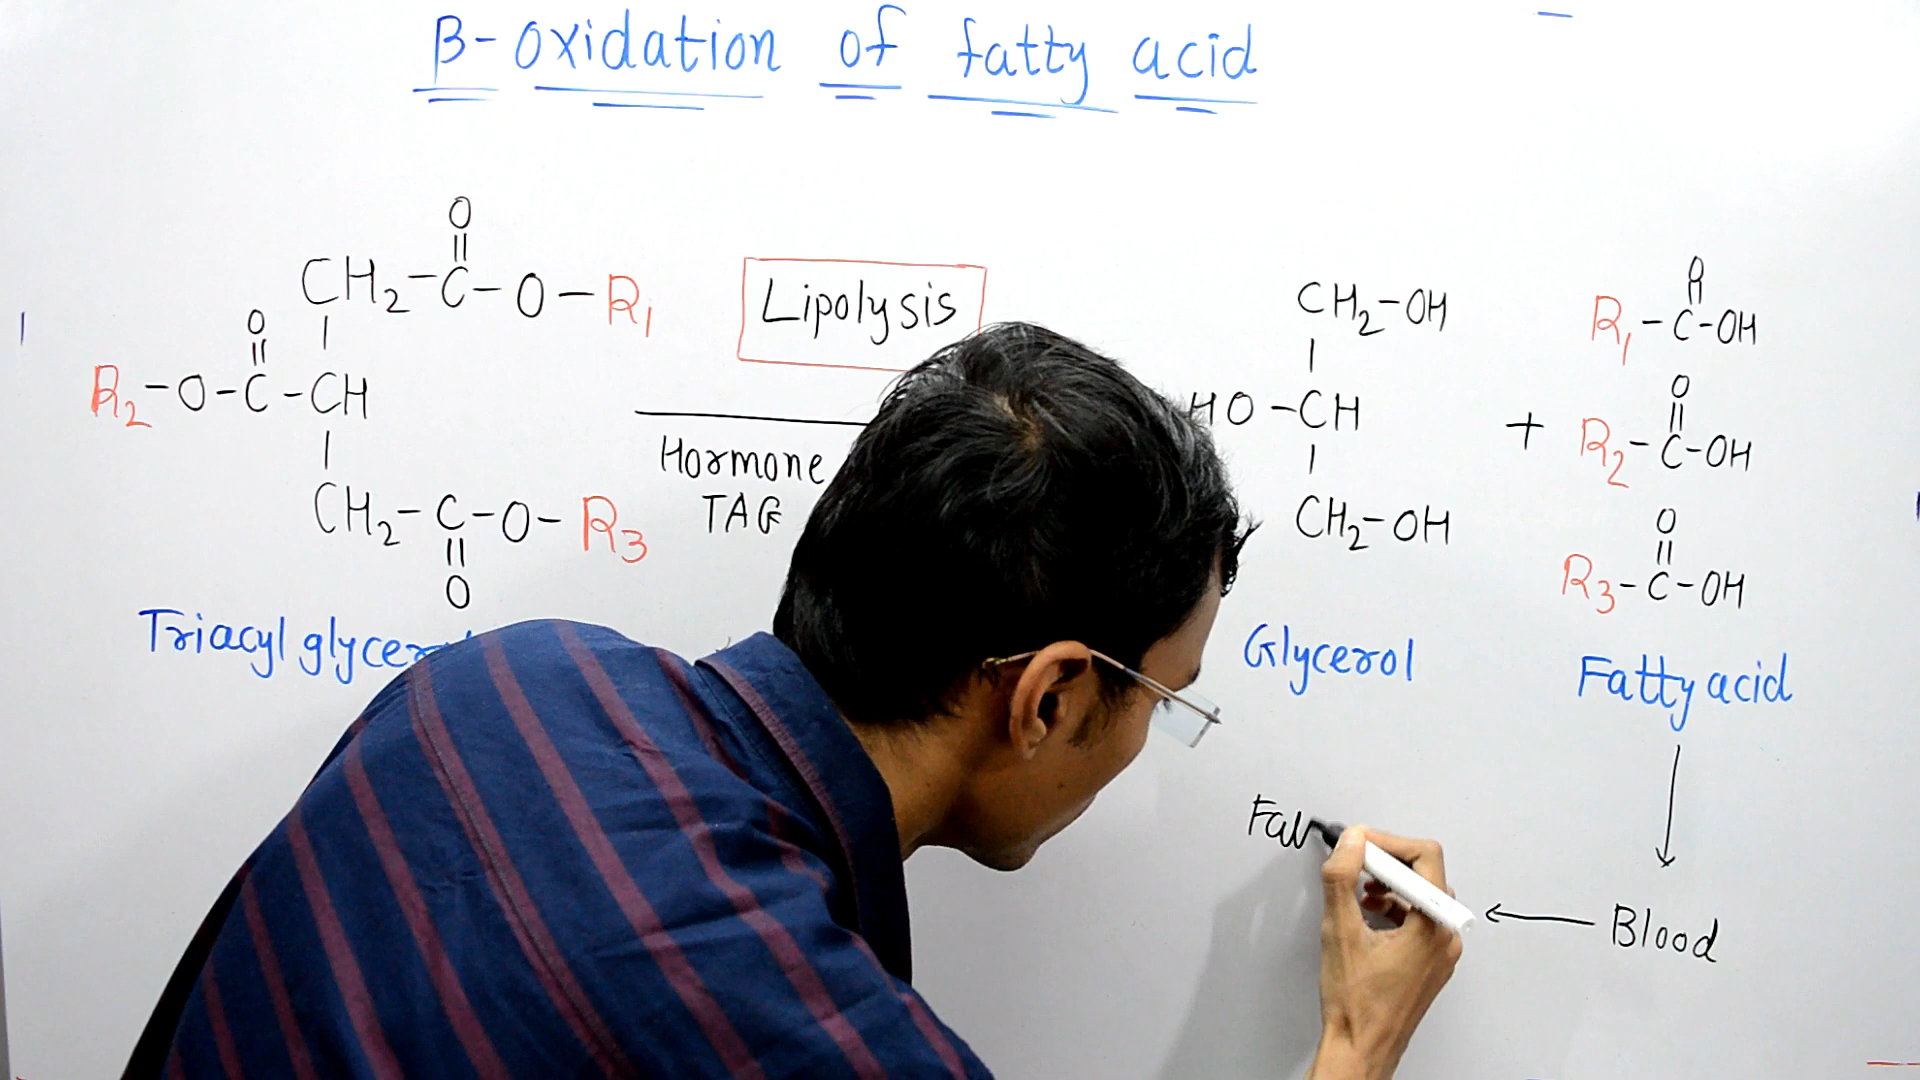 β-oxidation of fatty acid
O
||
CH₂-C-O-R₁
|
O
||
R₂-O-C-CH
|
CH₂-C-O-R₃
||
O
Triacylglycer
Lipolysis
Hormone
TAG
CH₂-OH
|
HO-CH
|
CH₂-OH
Glycerol
+
O
||
R₁-C-OH
O
||
R₂-C-OH
O
||
R₃-C-OH
Fatty acid
Blood